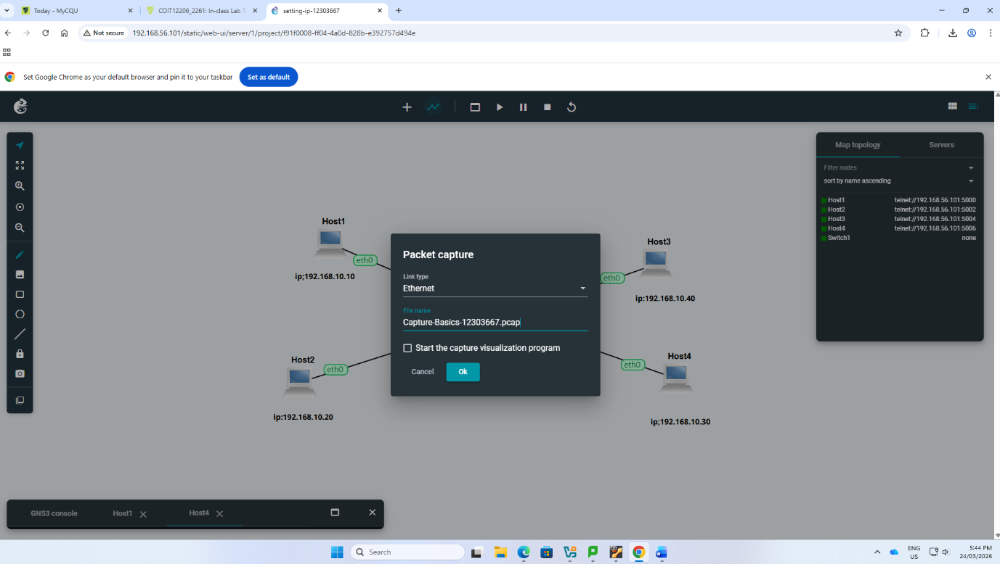 Today - MyCQU
COIT12206_2261: In-class Lab
setting-ip-12303667
Not secure
192.168.56.101/static/web-ui/server/1/project/f91f0008-ff04-4a0d-828b-e392757d494e
Set Google Chrome as your default browser and pin it to your taskbar
Set as default
Map topology
Servers
Filter nodes
sort by name ascending
Host1 telnet://192.168.56.101:5000
Host2 telnet://192.168.56.101:5002
Host3 telnet://192.168.56.101:5004
Host4 telnet://192.168.56.101:5006
Switch1 none
Host1
eth0
ip;192.168.10.10
Host3
eth0
ip:192.168.10.40
Packet capture
Link type
Ethernet
File name
Capture-Basics-12303667.pcap
Start the capture visualization program
Cancel
Ok
Host2
eth0
ip:192.168.10.20
Host4
eth0
ip;192.168.10.30
GNS3 console
Host1
Host4
Search
ENG
US
5:44 PM
24/03/2026